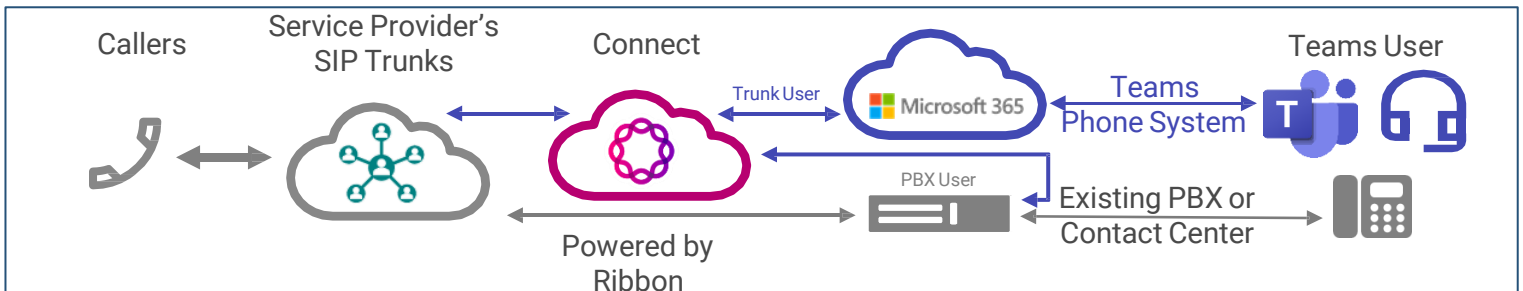 Callers
Service Provider’s
SIP Trunks
Connect
Teams User
Trunk User
Microsoft 365
Teams
Phone System
T
PBX User
Existing PBX or
Contact Center
Powered by
Ribbon